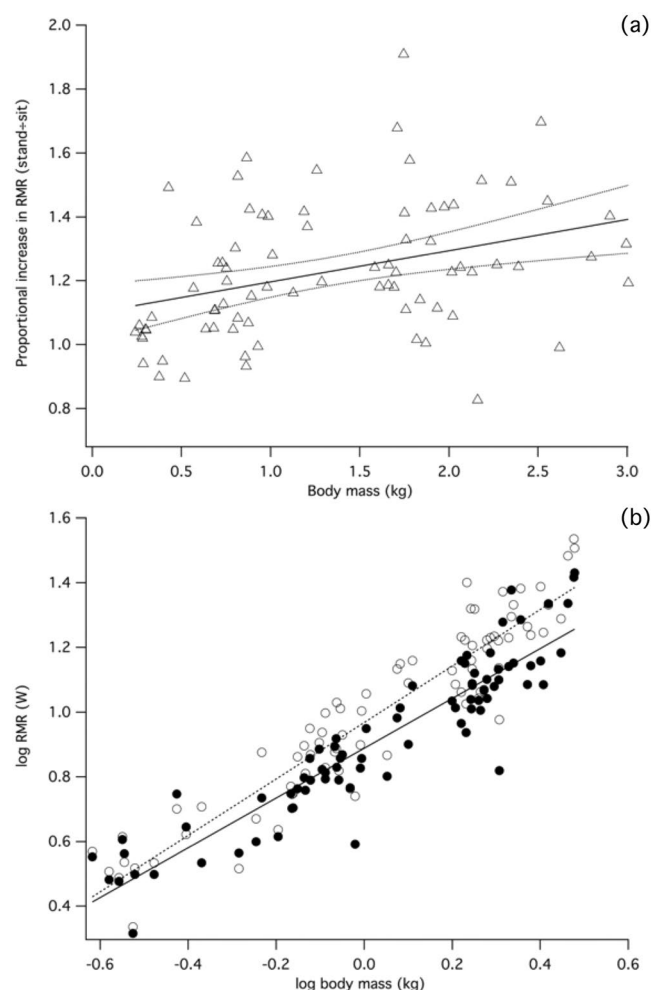 (a)
2.0
1.8
1.6
1.4
1.2
1.0
0.8
Proportional increase in RMR (stand÷sit)
0.0 0.5 1.0 1.5 2.0 2.5 3.0
Body mass (kg)
(b)
1.6
1.4
1.2
1.0
0.8
0.6
0.4
log RMR (W)
-0.6 -0.4 -0.2 0.0 0.2 0.4 0.6
log body mass (kg)